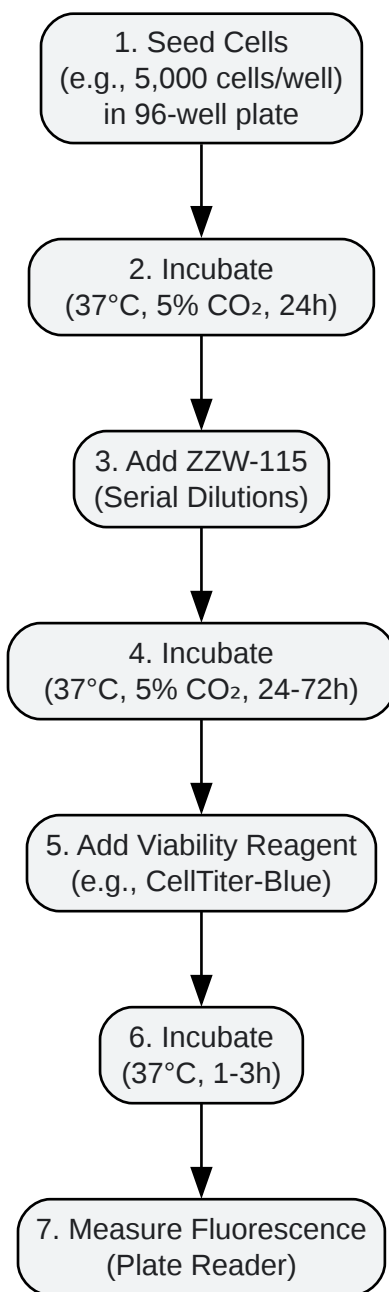 1. Seed Cells
(e.g., 5,000 cells/well)
in 96-well plate
2. Incubate
(37°C, 5% CO₂, 24h)
3. Add ZZW-115
(Serial Dilutions)
4. Incubate
(37°C, 5% CO₂, 24-72h)
5. Add Viability Reagent
(e.g., CellTiter-Blue)
6. Incubate
(37°C, 1-3h)
7. Measure Fluorescence
(Plate Reader)